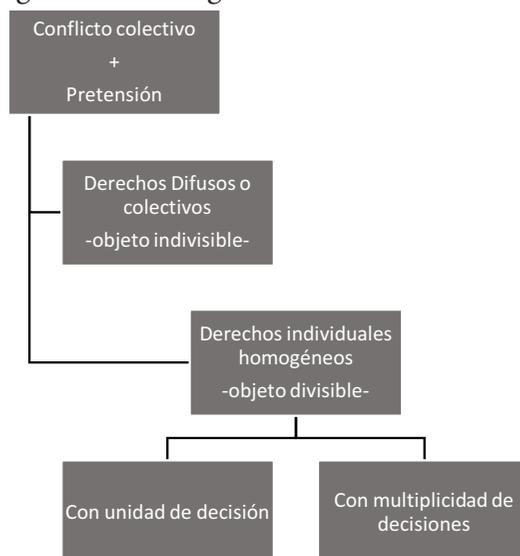 Conflicto colectivo
+
Pretensión
Derechos Difusos o
colectivos
-objeto indivisible-
Derechos individuales
homogéneos
-objeto divisible-
Con unidad de decisión
Con multiplicidad de
decisiones